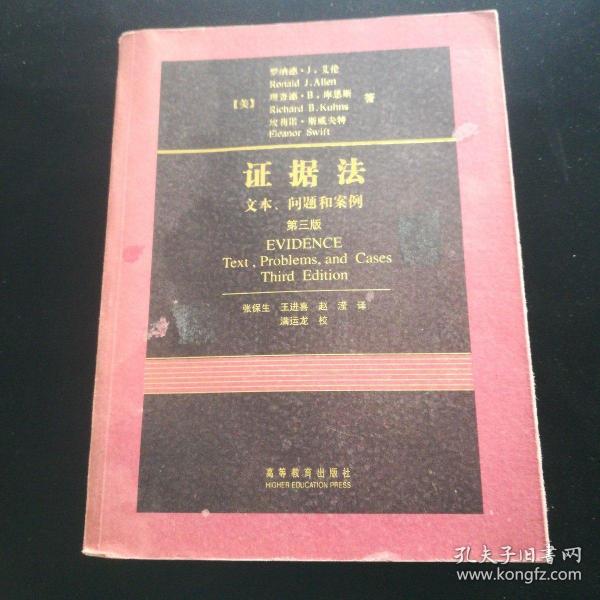 罗纳德·J·艾伦
Ronald J. Allen
理查德·B·库恩斯
【美】
Richard B. Kuhns
著
埃莉诺·斯威夫特
Eleanor Swift
证据法
文本、问题和案例
第三版
EVIDENCE
Text, Problems, and Cases
Third Edition
张保生 王进喜 赵滢 译
满运龙 校
高等教育出版社
HIGHER EDUCATION PRESS
孔夫子旧书网
www.kongfz.com